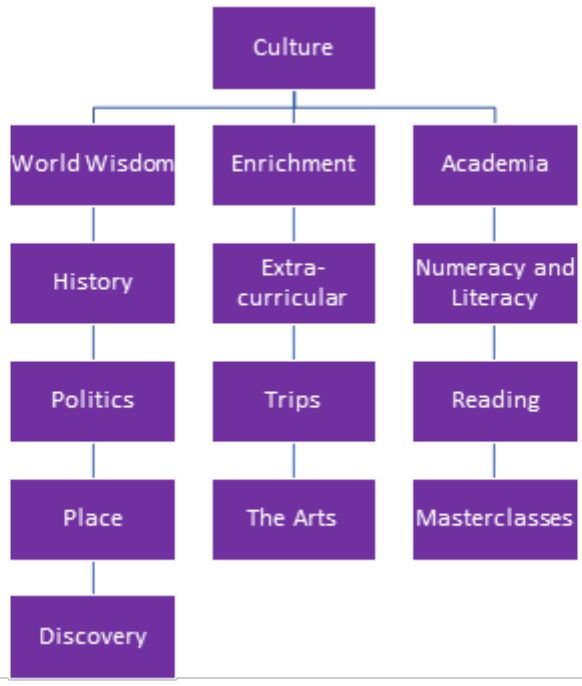 Culture
World Wisdom
Enrichment
Academia
History
Extra-
curricular
Numeracy and
Literacy
Politics
Trips
Reading
Place
The Arts
Masterclasses
Discovery